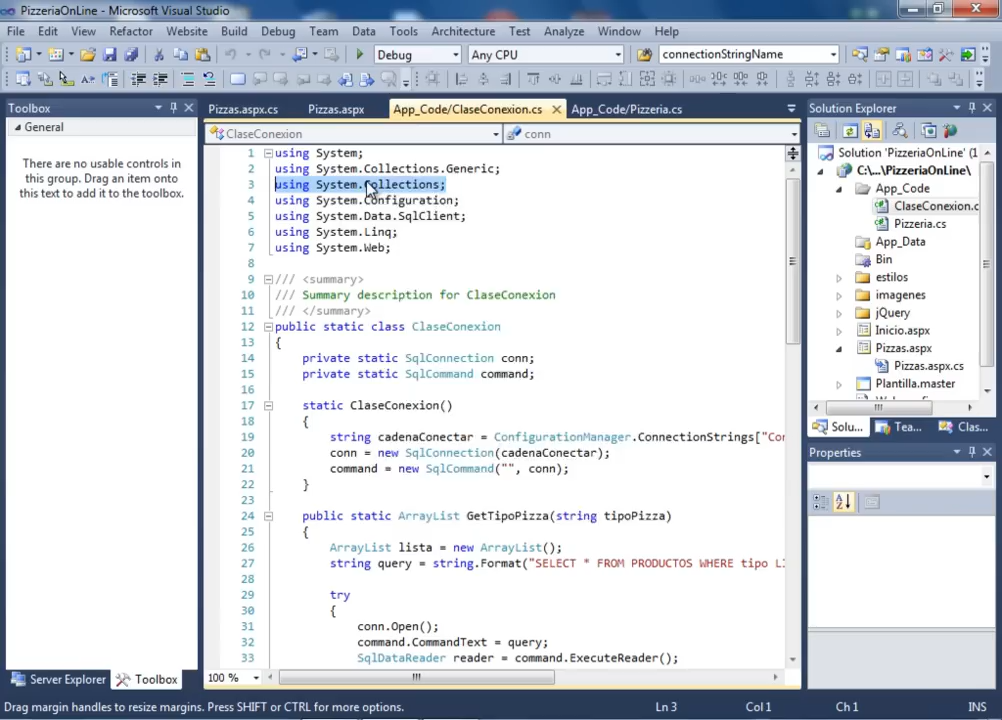 PizzeriaOnLine - Microsoft Visual Studio
File Edit View Refactor Website Build Debug Team Data Tools Architecture Test Analyze Window Help
Debug Any CPU connectionStringName
Toolbox
Pizzas.aspx.cs Pizzas.aspx App_Code/ClaseConexion.cs App_Code/Pizzeria.cs
Solution Explorer
General
There are no usable controls in
this group. Drag an item onto
this text to add it to the toolbox.
ClaseConexion conn
1 using System;
2 using System.Collections.Generic;
3 using System.Collections;
4 using System.Configuration;
5 using System.Data.SqlClient;
6 using System.Linq;
7 using System.Web;
8
9 /// <summary>
10 /// Summary description for ClaseConexion
11 /// </summary>
12 public static class ClaseConexion
13 {
14 private static SqlConnection conn;
15 private static SqlCommand command;
16
17 static ClaseConexion()
18 {
19 string cadenaConectar = ConfigurationManager.ConnectionStrings["Con
20 conn = new SqlConnection(cadenaConectar);
21 command = new SqlCommand("", conn);
22 }
23
24 public static ArrayList GetTipoPizza(string tipoPizza)
25 {
26 ArrayList lista = new ArrayList();
27 string query = string.Format("SELECT * FROM PRODUCTOS WHERE tipo LI
28
29 try
30 {
31 conn.Open();
32 command.CommandText = query;
33 SqlDataReader reader = command.ExecuteReader();
100 %
Solution 'PizzeriaOnLine' (1
C:\...\PizzeriaOnLine\
App_Code
ClaseConexion.c
Pizzeria.cs
App_Data
Bin
estilos
imagenes
jQuery
Inicio.aspx
Pizzas.aspx
Pizzas.aspx.cs
Plantilla.master
Solu... Tea... Clas...
Properties
Server Explorer Toolbox
Drag margin handles to resize margins. Press SHIFT or CTRL for more options. Ln 3 Col 1 Ch 1 INS